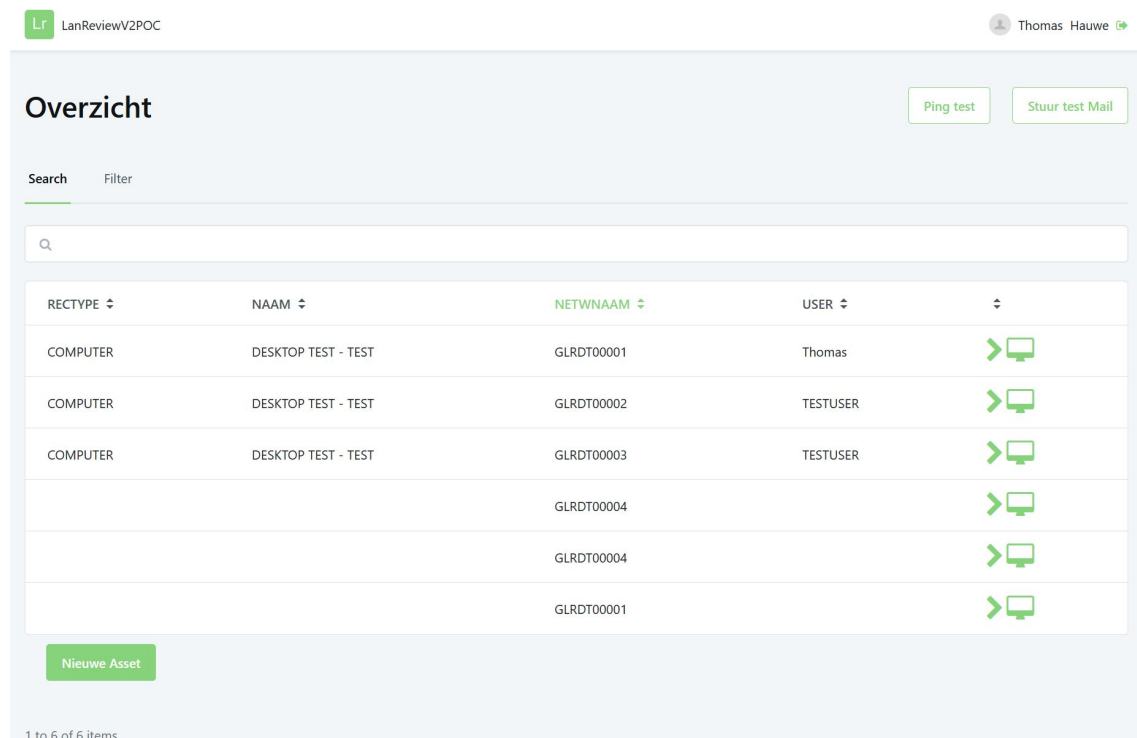 Lr LanReviewV2POC Thomas Hauwe
Overzicht Ping test Stuur test Mail
Search Filter
RECTYPE NAAM NETWNAAM USER
COMPUTER DESKTOP TEST - TEST GLRDT00001 Thomas
COMPUTER DESKTOP TEST - TEST GLRDT00002 TESTUSER
COMPUTER DESKTOP TEST - TEST GLRDT00003 TESTUSER
GLRDT00004
GLRDT00004
GLRDT00001
Nieuwe Asset
1 to 6 of 6 items